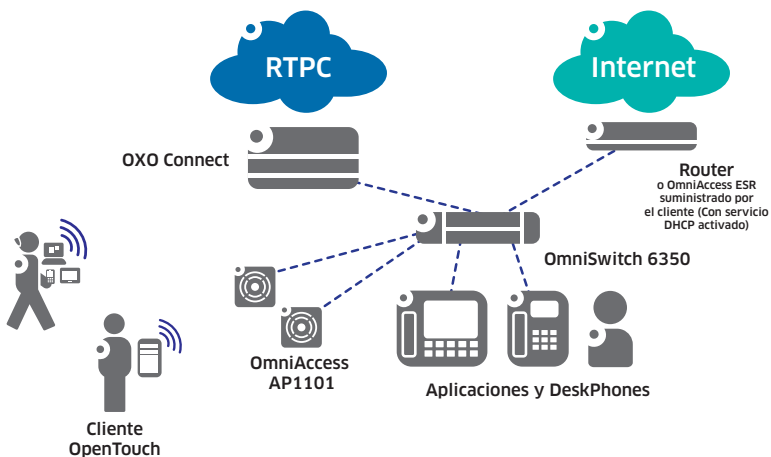 RTPC
Internet
OXO Connect
Router
o OmniAccess ESR
suministrado por
el cliente (Con servicio
DHCP activado)
OmniSwitch 6350
OmniAccess
AP1101
Aplicaciones y DeskPhones
Cliente
OpenTouch